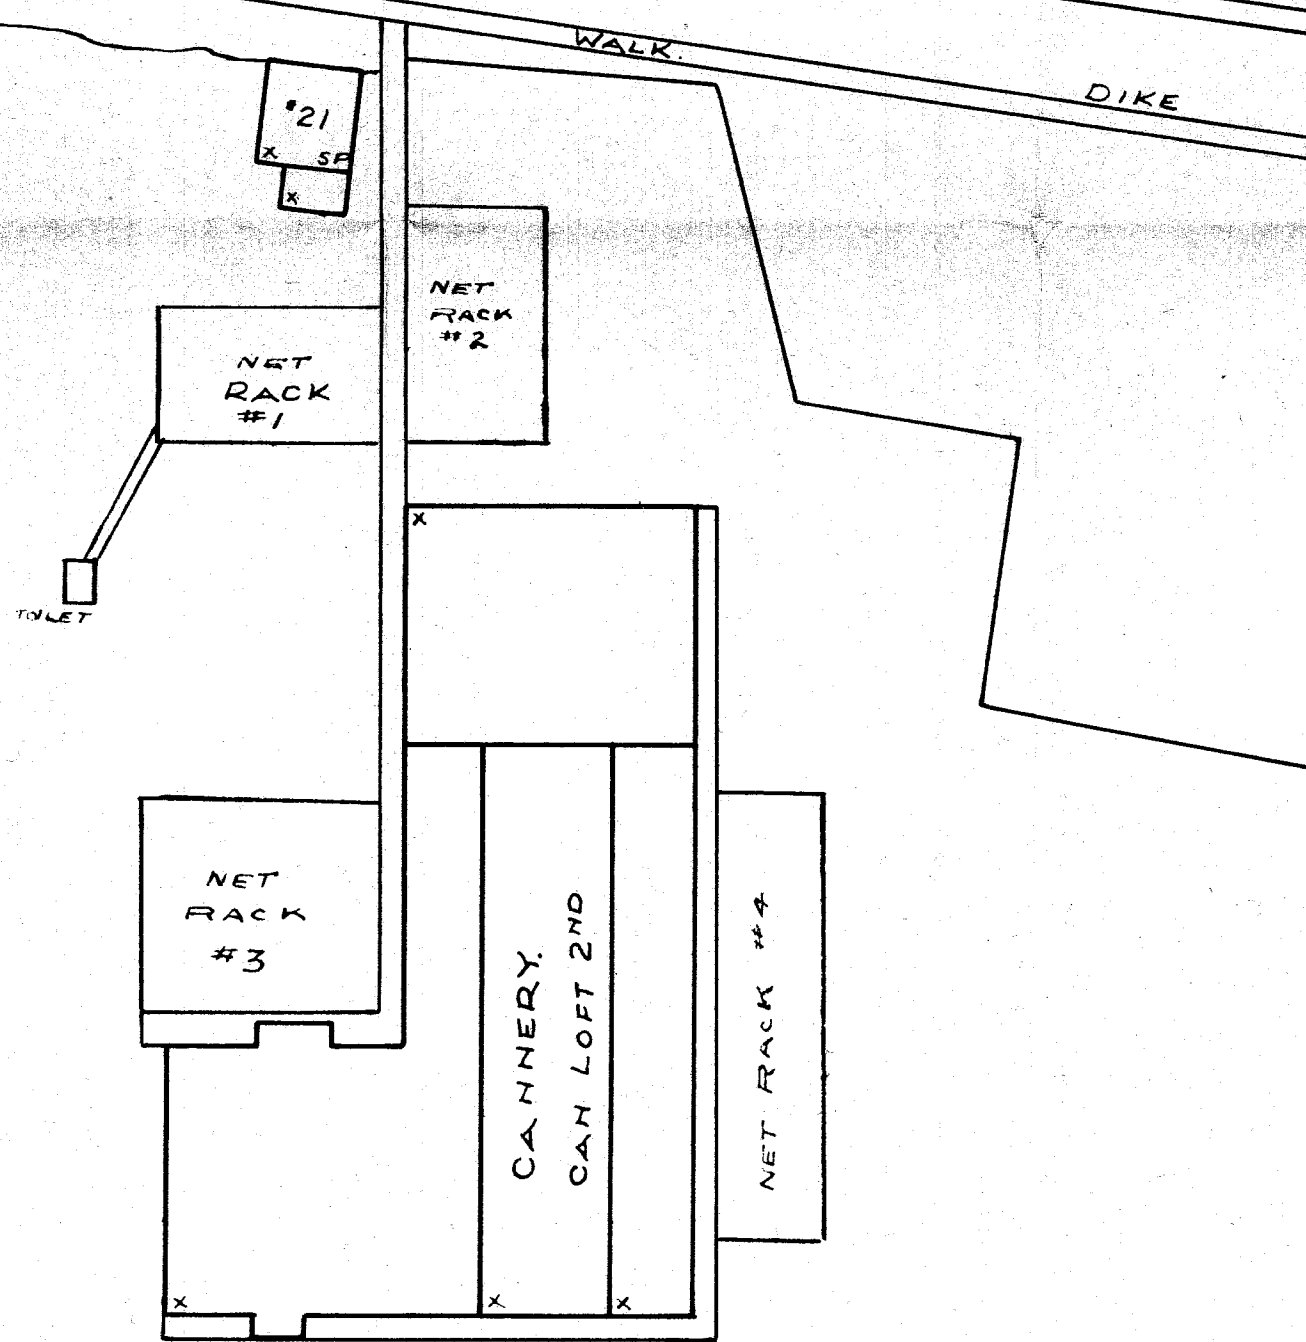 WALK.
DIKE
#21
X SP
X
NET
RACK
#2
NET
RACK
#1
X
TOILET
NET
RACK
#3
CANNERY.
CAN LOFT 2ND
NET RACK #4
X
X
X